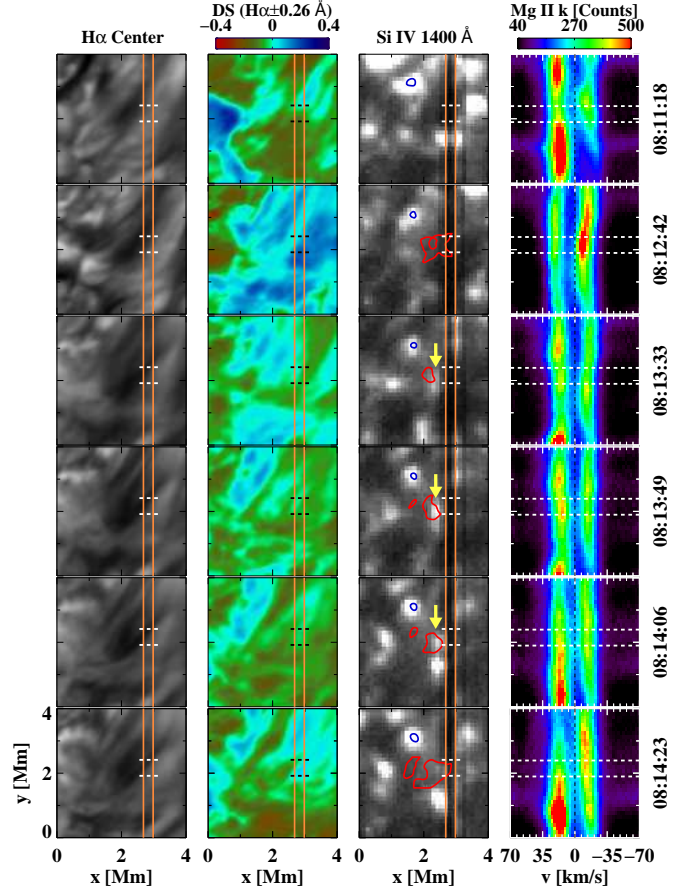 Hα Center
DS (Hα±0.26 Å)
−0.4 0 0.4
Si IV 1400 Å
Mg II k [Counts]
40 270 500
08:11:18
08:12:42
08:13:33
08:13:49
08:14:06
08:14:23
4
2
0
y [Mm]
0 2 4
x [Mm]
0 2 4
x [Mm]
0 2 4
x [Mm]
70 35 0 −35 −70
v [km/s]